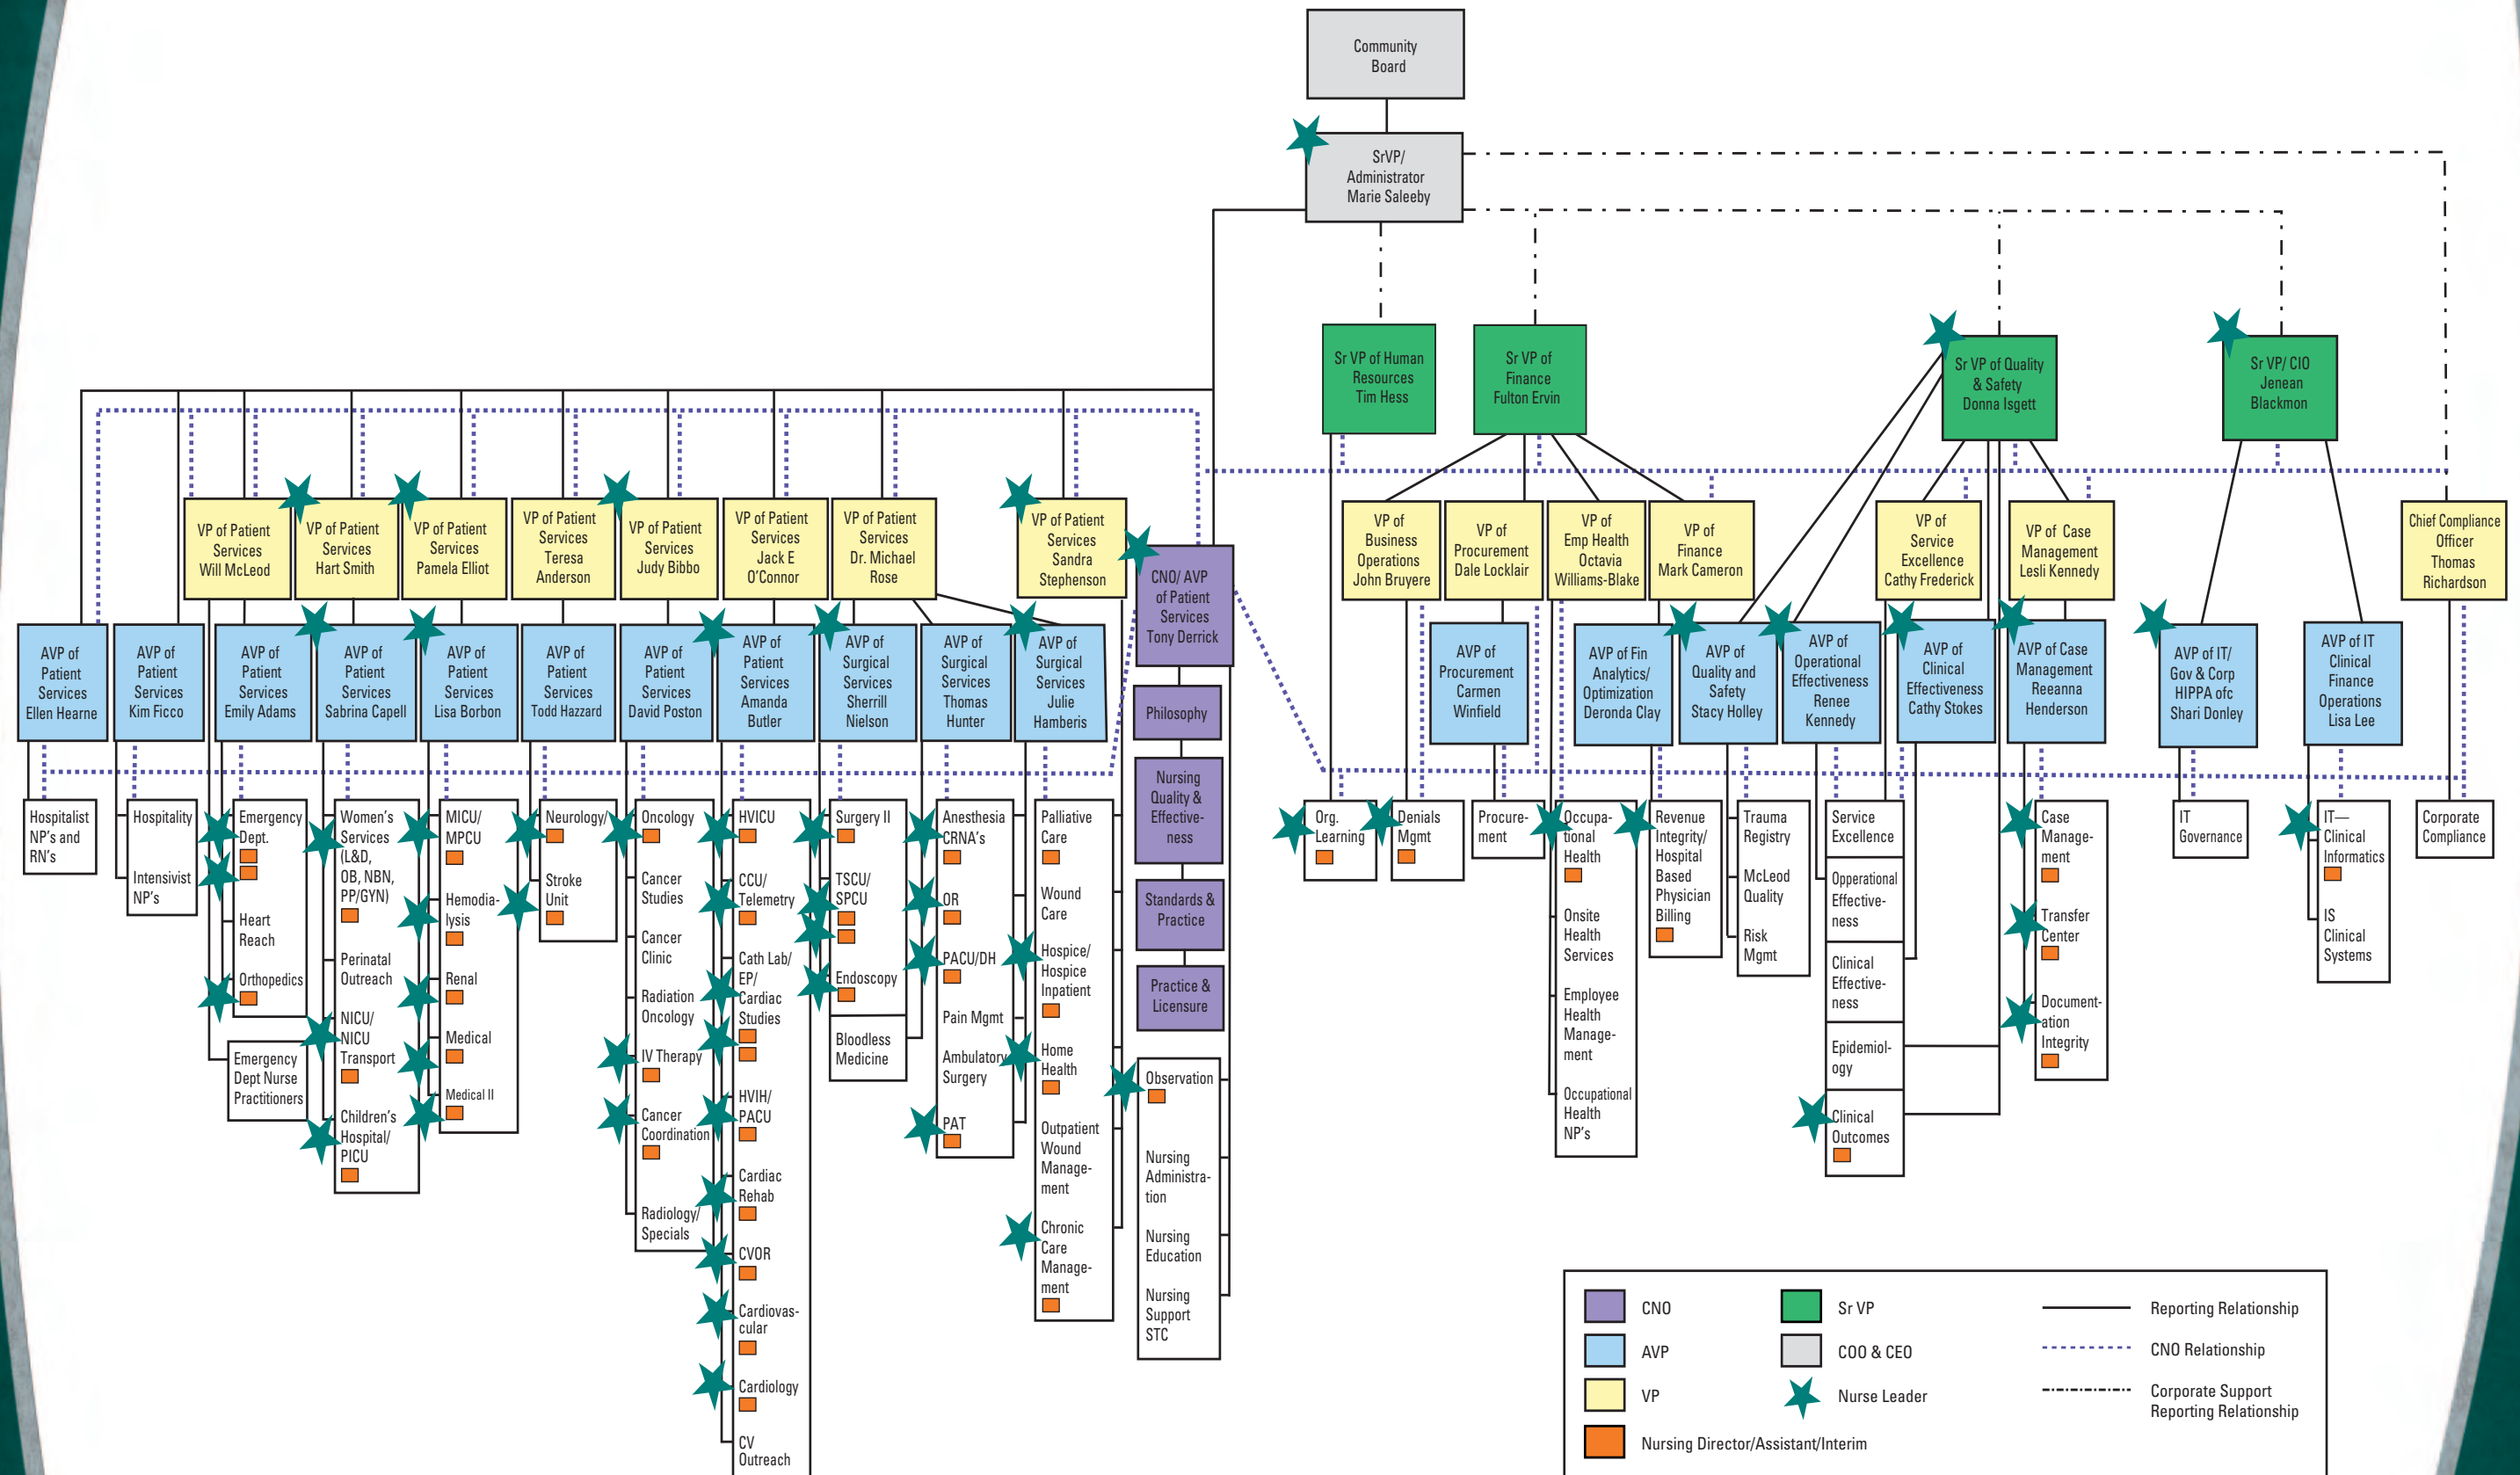 Community
Board
SrVP/
Administrator
Marie Saleeby
Sr VP of Human
Resources
Tim Hess
Sr VP of
Finance
Fulton Ervin
Sr VP of Quality
& Safety
Donna Isgett
Sr VP/ CIO
Jenean
Blackmon
VP of Patient
Services
Will McLeod
VP of Patient
Services
Hart Smith
VP of Patient
Services
Pamela Elliot
VP of Patient
Services
Teresa
Anderson
VP of Patient
Services
Judy Bibbo
VP of Patient
Services
Jack E
O'Connor
VP of Patient
Services
Dr. Michael
Rose
VP of Patient
Services
Sandra
Stephenson
CNO/ AVP
of Patient
Services
Tony Derrick
VP of
Business
Operations
John Bruyere
VP of
Procurement
Dale Locklair
VP of
Emp Health
Octavia
Williams-Blake
VP of
Finance
Mark Cameron
VP of
Service
Excellence
Cathy Frederick
VP of Case
Management
Lesli Kennedy
Chief Compliance
Officer
Thomas
Richardson
AVP of
Patient
Services
Ellen Hearne
AVP of
Patient
Services
Kim Ficco
AVP of
Patient
Services
Emily Adams
AVP of
Patient
Services
Sabrina Capell
AVP of
Patient
Services
Lisa Borbon
AVP of
Patient
Services
Todd Hazzard
AVP of
Patient
Services
David Poston
AVP of
Patient
Services
Amanda
Butler
AVP of
Surgical
Services
Sherrill
Nielson
AVP of
Surgical
Services
Thomas
Hunter
AVP of
Surgical
Services
Julie
Hamberis
AVP of
Procurement
Carmen
Winfield
AVP of Fin
Analytics/
Optimization
Deronda Clay
AVP of
Quality and
Safety
Stacy Holley
AVP of
Operational
Effectiveness
Renee
Kennedy
AVP of
Clinical
Effectiveness
Cathy Stokes
AVP of Case
Management
Reeanna
Henderson
AVP of IT/
Gov & Corp
HIPPA ofc
Shari Donley
AVP of IT
Clinical
Finance
Operations
Lisa Lee
Philosophy
Nursing
Quality &
Effective-
ness
Standards &
Practice
Practice &
Licensure
Hospitalist
NP's and
RN's
Hospitality
Intensivist
NP's
Emergency
Dept.
Heart
Reach
Orthopedics
Emergency
Dept Nurse
Practitioners
Women's
Services
(L&D,
OB, NBN,
PP/GYN)
Perinatal
Outreach
NICU/
NICU
Transport
Children's
Hospital/
PICU
MICU/
MPCU
Hemodia-
lysis
Renal
Medical
Medical II
Neurology/
Stroke
Unit
Oncology
Cancer
Studies
Cancer
Clinic
Radiation
Oncology
IV Therapy
Cancer
Coordination
Radiology/
Specials
HVICU
CCU/
Telemetry
Cath Lab/
EP/
Cardiac
Studies
HVIH/
PACU
Cardiac
Rehab
CVOR
Cardiovas-
cular
Cardiology
CV
Outreach
Surgery II
TSCU/
SPCU
Endoscopy
Bloodless
Medicine
Anesthesia
CRNA's
OR
PACU/DH
Pain Mgmt
Ambulatory
Surgery
PAT
Palliative
Care
Wound
Care
Hospice/
Hospice
Inpatient
Home
Health
Outpatient
Wound
Manage-
ment
Chronic
Care
Manage-
ment
Observation
Nursing
Administra-
tion
Nursing
Education
Nursing
Support
STC
Org.
Learning
Denials
Mgmt
Procure-
ment
Occupa-
tional
Health
Onsite
Health
Services
Employee
Health
Manage-
ment
Occupational
Health
NP's
Revenue
Integrity/
Hospital
Based
Physician
Billing
Trauma
Registry
McLeod
Quality
Risk
Mgmt
Service
Excellence
Opperational
Effective-
ness
Clinical
Effective-
ness
Epidemiol-
ogy
Clinical
Outcomes
Case
Manage-
ment
Transfer
Center
Document-
ation
Integrity
IT
Governance
IT—
Clinical
Informatics
IS
Clinical
Systems
Corporate
Compliance
CNO
AVP
VP
Nursing Director/Assistant/Interim
Sr VP
COO & CEO
Nurse Leader
Reporting Relationship
CNO Relationship
Corporate Support
Reporting Relationship